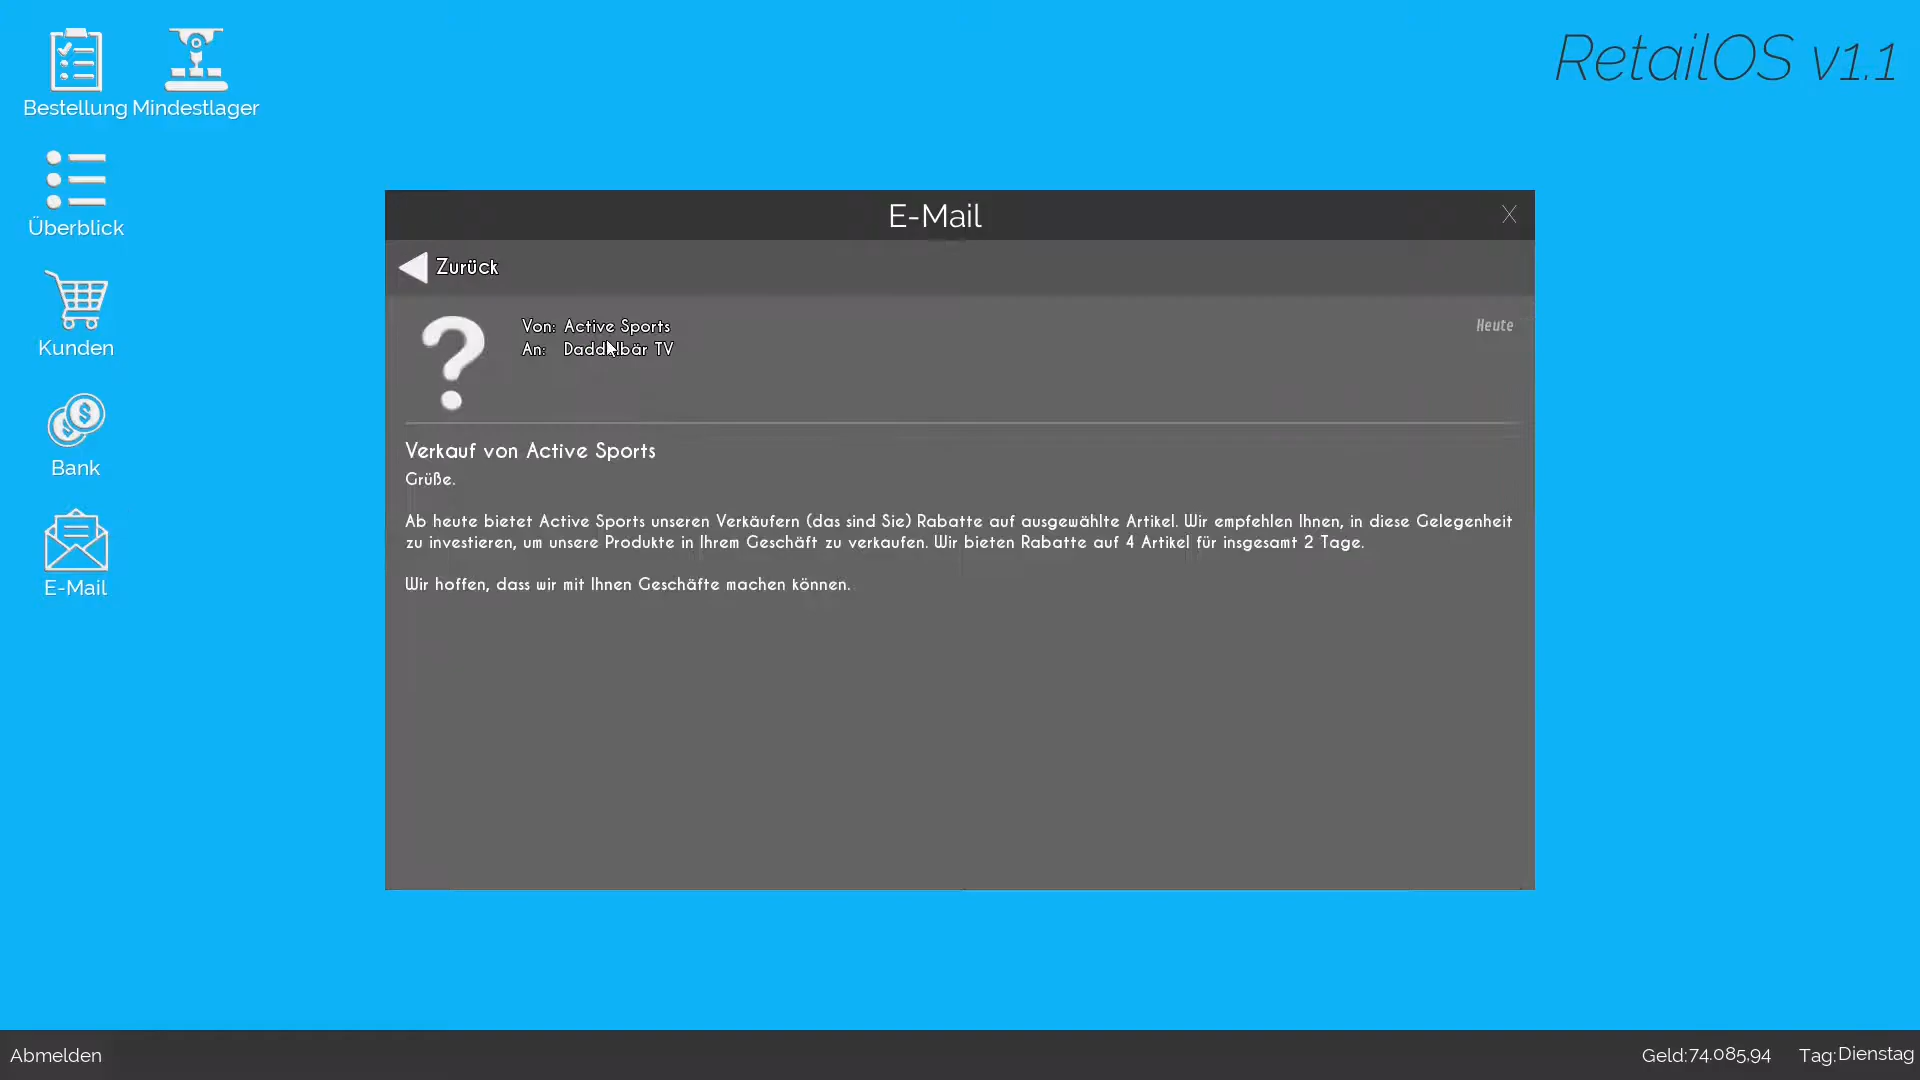 Bestellung
Mindestlager
RetailOS v1.1
Überblick
Kunden
Bank
E-Mail
E-Mail
X
Zurück
Von: Active Sports
Heute
An: Daddelbär TV
Verkauf von Active Sports
Grüße.
Ab heute bietet Active Sports unseren Verkäufern (das sind Sie) Rabatte auf ausgewählte Artikel. Wir empfehlen Ihnen, in diese Gelegenheit
zu investieren, um unsere Produkte in Ihrem Geschäft zu verkaufen. Wir bieten Rabatte auf 4 Artikel für insgesamt 2 Tage.
Wir hoffen, dass wir mit Ihnen Geschäfte machen können.
Abmelden
Geld: 74.085,94
Tag: Dienstag